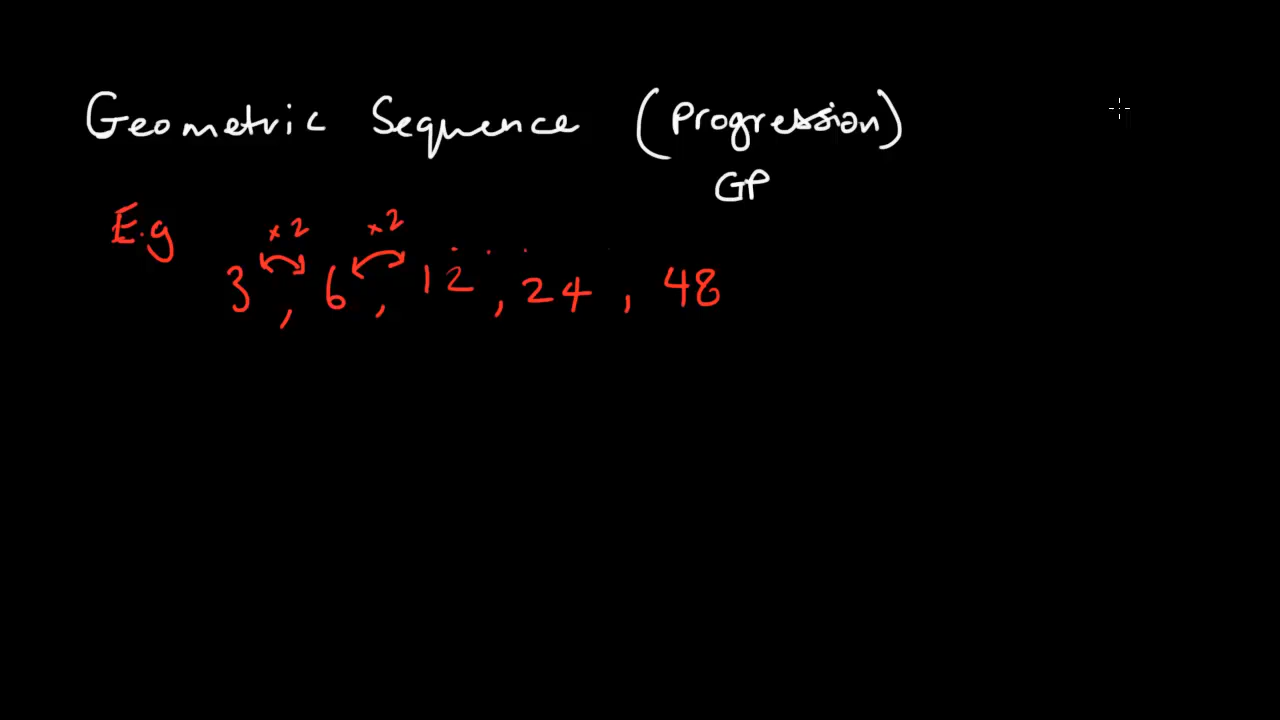 Geometric Sequence (Progression)
GP
E.g
×2 ×2
3, 6, 12, 24, 48